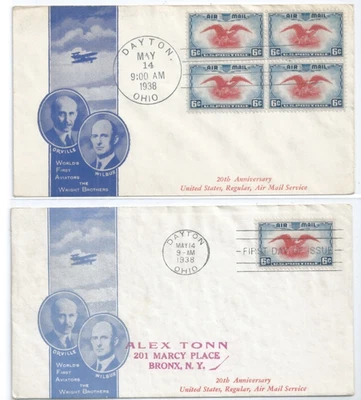 DAYTON,
MAY
14
9:00 AM
1938
OHIO
AIR MAIL
6¢ 6¢
AIR MAIL
6¢ 6¢
AIR MAIL
6¢ 6¢
AIR MAIL
6¢ 6¢
ORVILLE
WILBUR
WORLDS
FIRST
AVIATORS THE
WRIGHT BROTHERS
20th Anniversary
United States, Regular, Air Mail Service
DAYTON
MAY 14
9-AM
1938
OHIO
FIRST DAY OF ISSUE
AIR MAIL
6¢ 6¢
ORVILLE
WILBUR
WORLDS
FIRST
AVIATORS THE
WRIGHT BROTHERS
ALEX TONN
201 MARCY PLACE
BRONX, N. Y.,
20th Anniversary
United States, Regular, Air Mail Service